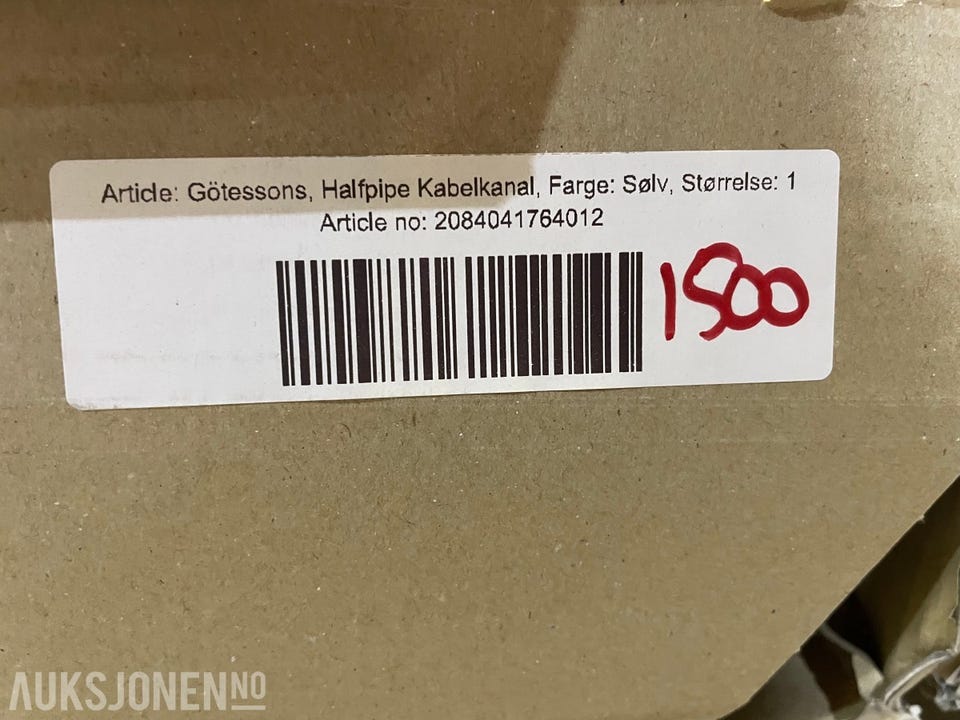 Article: Götessons, Halfpipe Kabelkanal, Farge: Sølv, Størrelse: 1
Article no: 2084041764012
1500
AUKSJONEN.NO